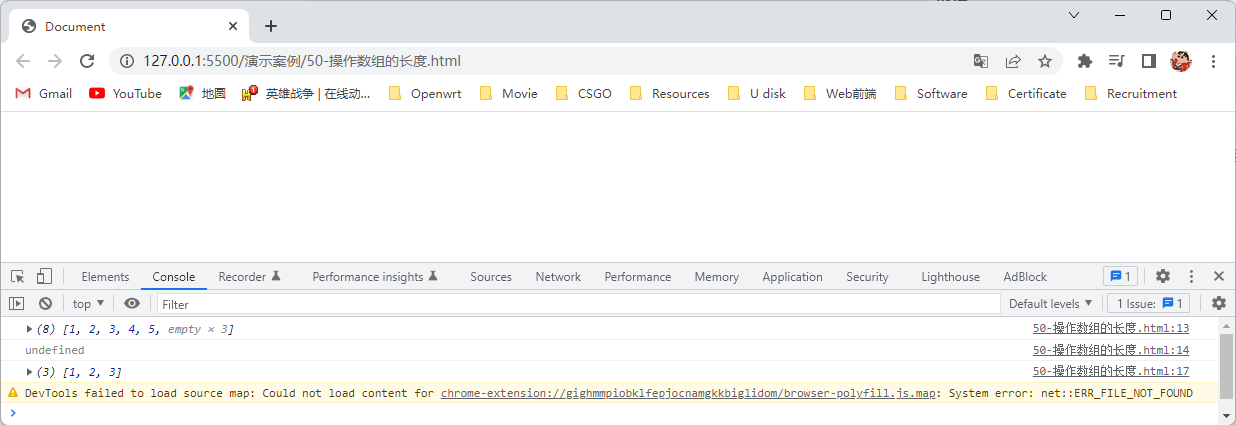 Document
127.0.0.1:5500/演示案例/50-操作数组的长度.html
Gmail YouTube 地图 英雄战争 | 在线动... Openwrt Movie CSGO Resources U disk Web前端 Software Certificate Recruitment
Elements Console Recorder Performance insights Sources Network Performance Memory Application Security Lighthouse AdBlock 1
top Filter Default levels 1 Issue: 1
(8) [1, 2, 3, 4, 5, empty × 3] 50-操作数组的长度.html:13
undefined 50-操作数组的长度.html:14
(3) [1, 2, 3] 50-操作数组的长度.html:17
DevTools failed to load source map: Could not load content for chrome-extension://gighmmpiobklfepjocnamgkkbiglidom/browser-polyfill.js.map: System error: net::ERR_FILE_NOT_FOUND